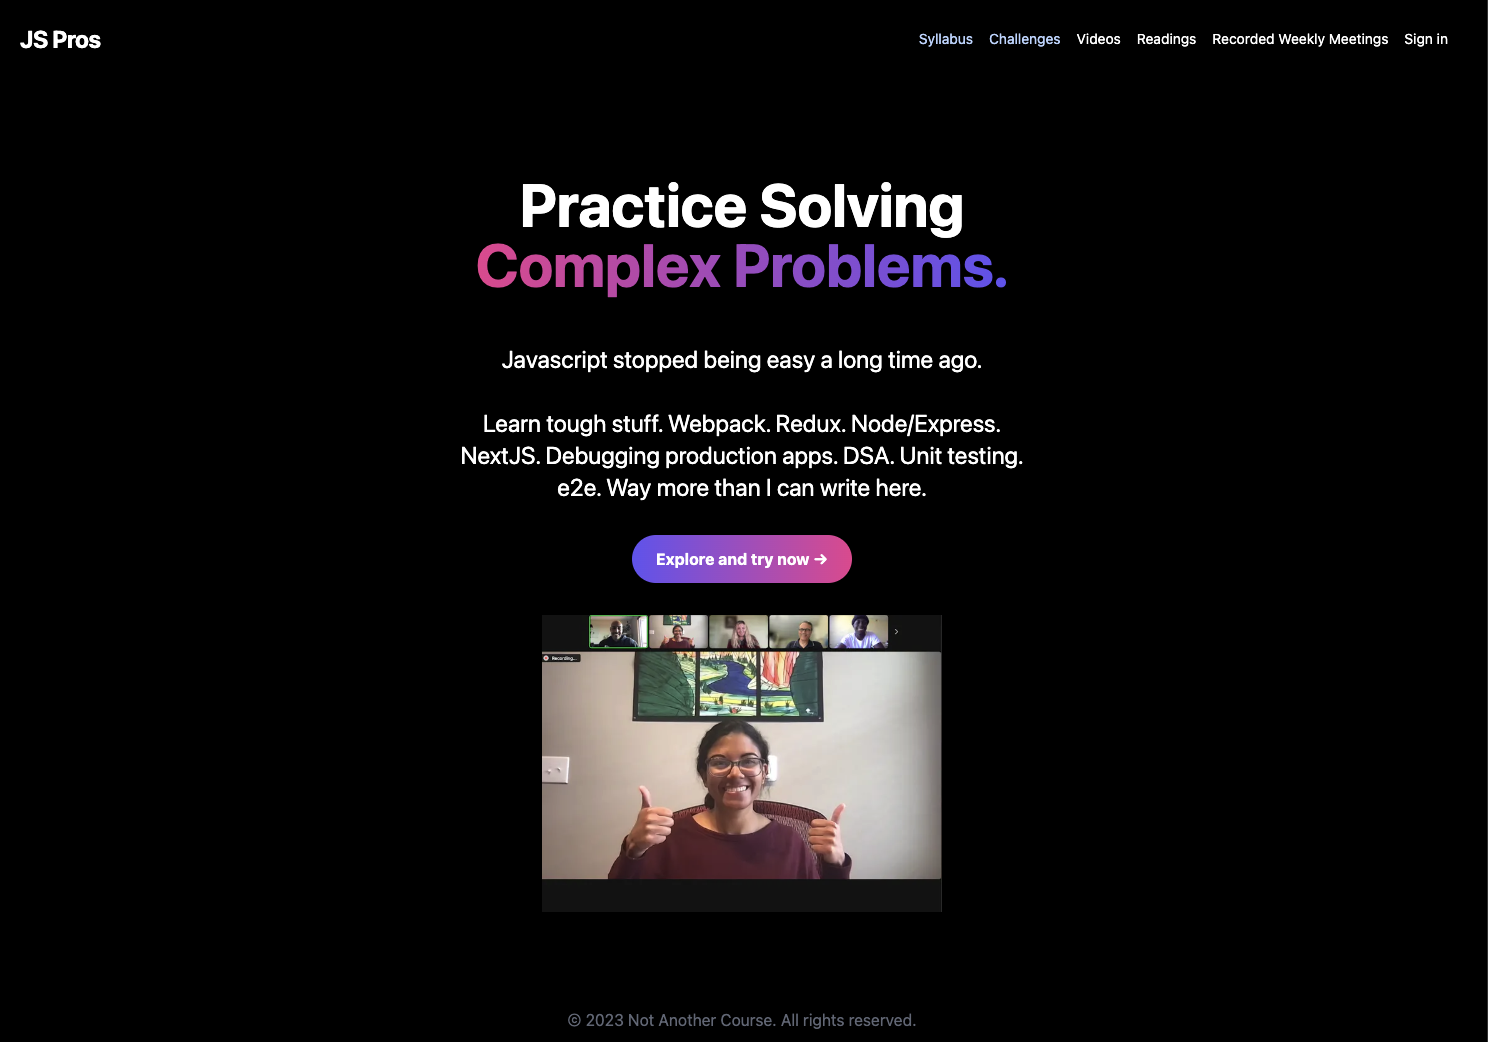 JS Pros
Syllabus Challenges Videos Readings Recorded Weekly Meetings Sign in
Practice Solving
Complex Problems.
Javascript stopped being easy a long time ago.
Learn tough stuff. Webpack. Redux. Node/Express.
NextJS. Debugging production apps. DSA. Unit testing.
e2e. Way more than I can write here.
Explore and try now →
Recording...
© 2023 Not Another Course. All rights reserved.